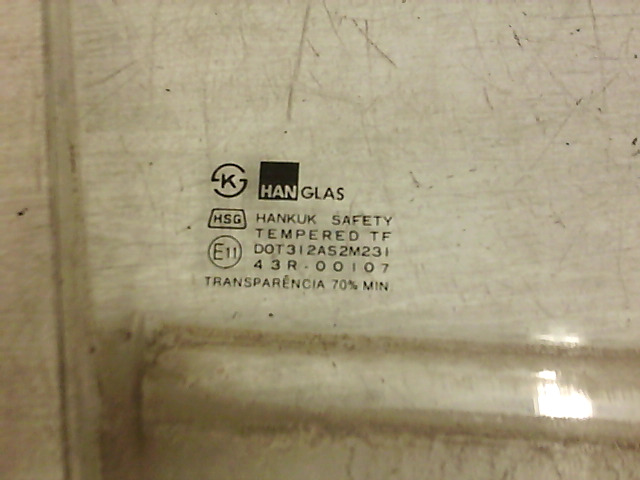 K HANGLAS
HSG HANKUK SAFETY
TEMPERED TF
E11 DOT312AS2M231
43R-00107
TRANSPARÊNCIA 70% MIN